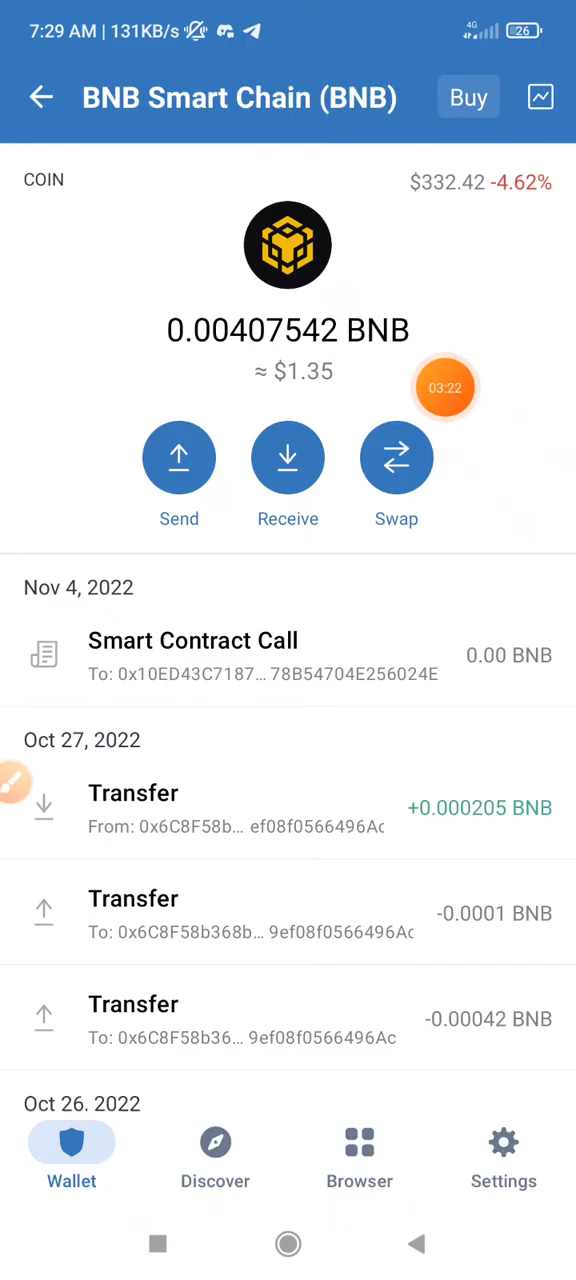 7:29 AM | 131KB/s 4G 26
BNB Smart Chain (BNB) Buy
COIN $332.42 -4.62%
0.00407542 BNB
≈ $1.35
03:22
Send Receive Swap
Nov 4, 2022
Smart Contract Call 0.00 BNB
To: 0x10ED43C7187... 78B54704E256024E
Oct 27, 2022
Transfer +0.000205 BNB
From: 0x6C8F58b... ef08f0566496Ac
Transfer -0.0001 BNB
To: 0x6C8F58b368b... 9ef08f0566496Ac
Transfer -0.00042 BNB
To: 0x6C8F58b36... 9ef08f0566496Ac
Oct 26, 2022
Wallet Discover Browser Settings